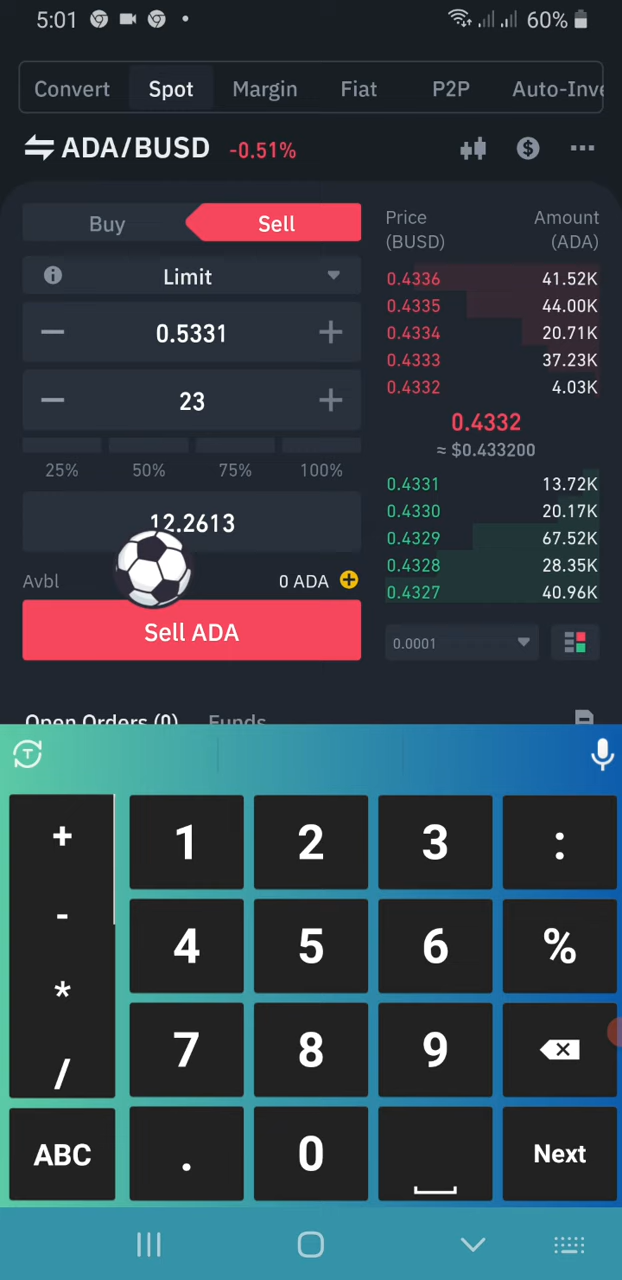 5:01
60%
Convert Spot Margin Fiat P2P Auto-Inve
ADA/BUSD -0.51%
Buy Sell
Limit
0.5331
23
25% 50% 75% 100%
12.2613
Avbl 0 ADA
Sell ADA
Price Amount
(BUSD) (ADA)
0.4336 41.52K
0.4335 44.00K
0.4334 20.71K
0.4333 37.23K
0.4332 4.03K
0.4332
≈ $0.433200
0.4331 13.72K
0.4330 20.17K
0.4329 67.52K
0.4328 28.35K
0.4327 40.96K
0.0001
Open Orders (0) Funds
+ 1 2 3 :
- 4 5 6 %
* 7 8 9
/
ABC . 0 Next